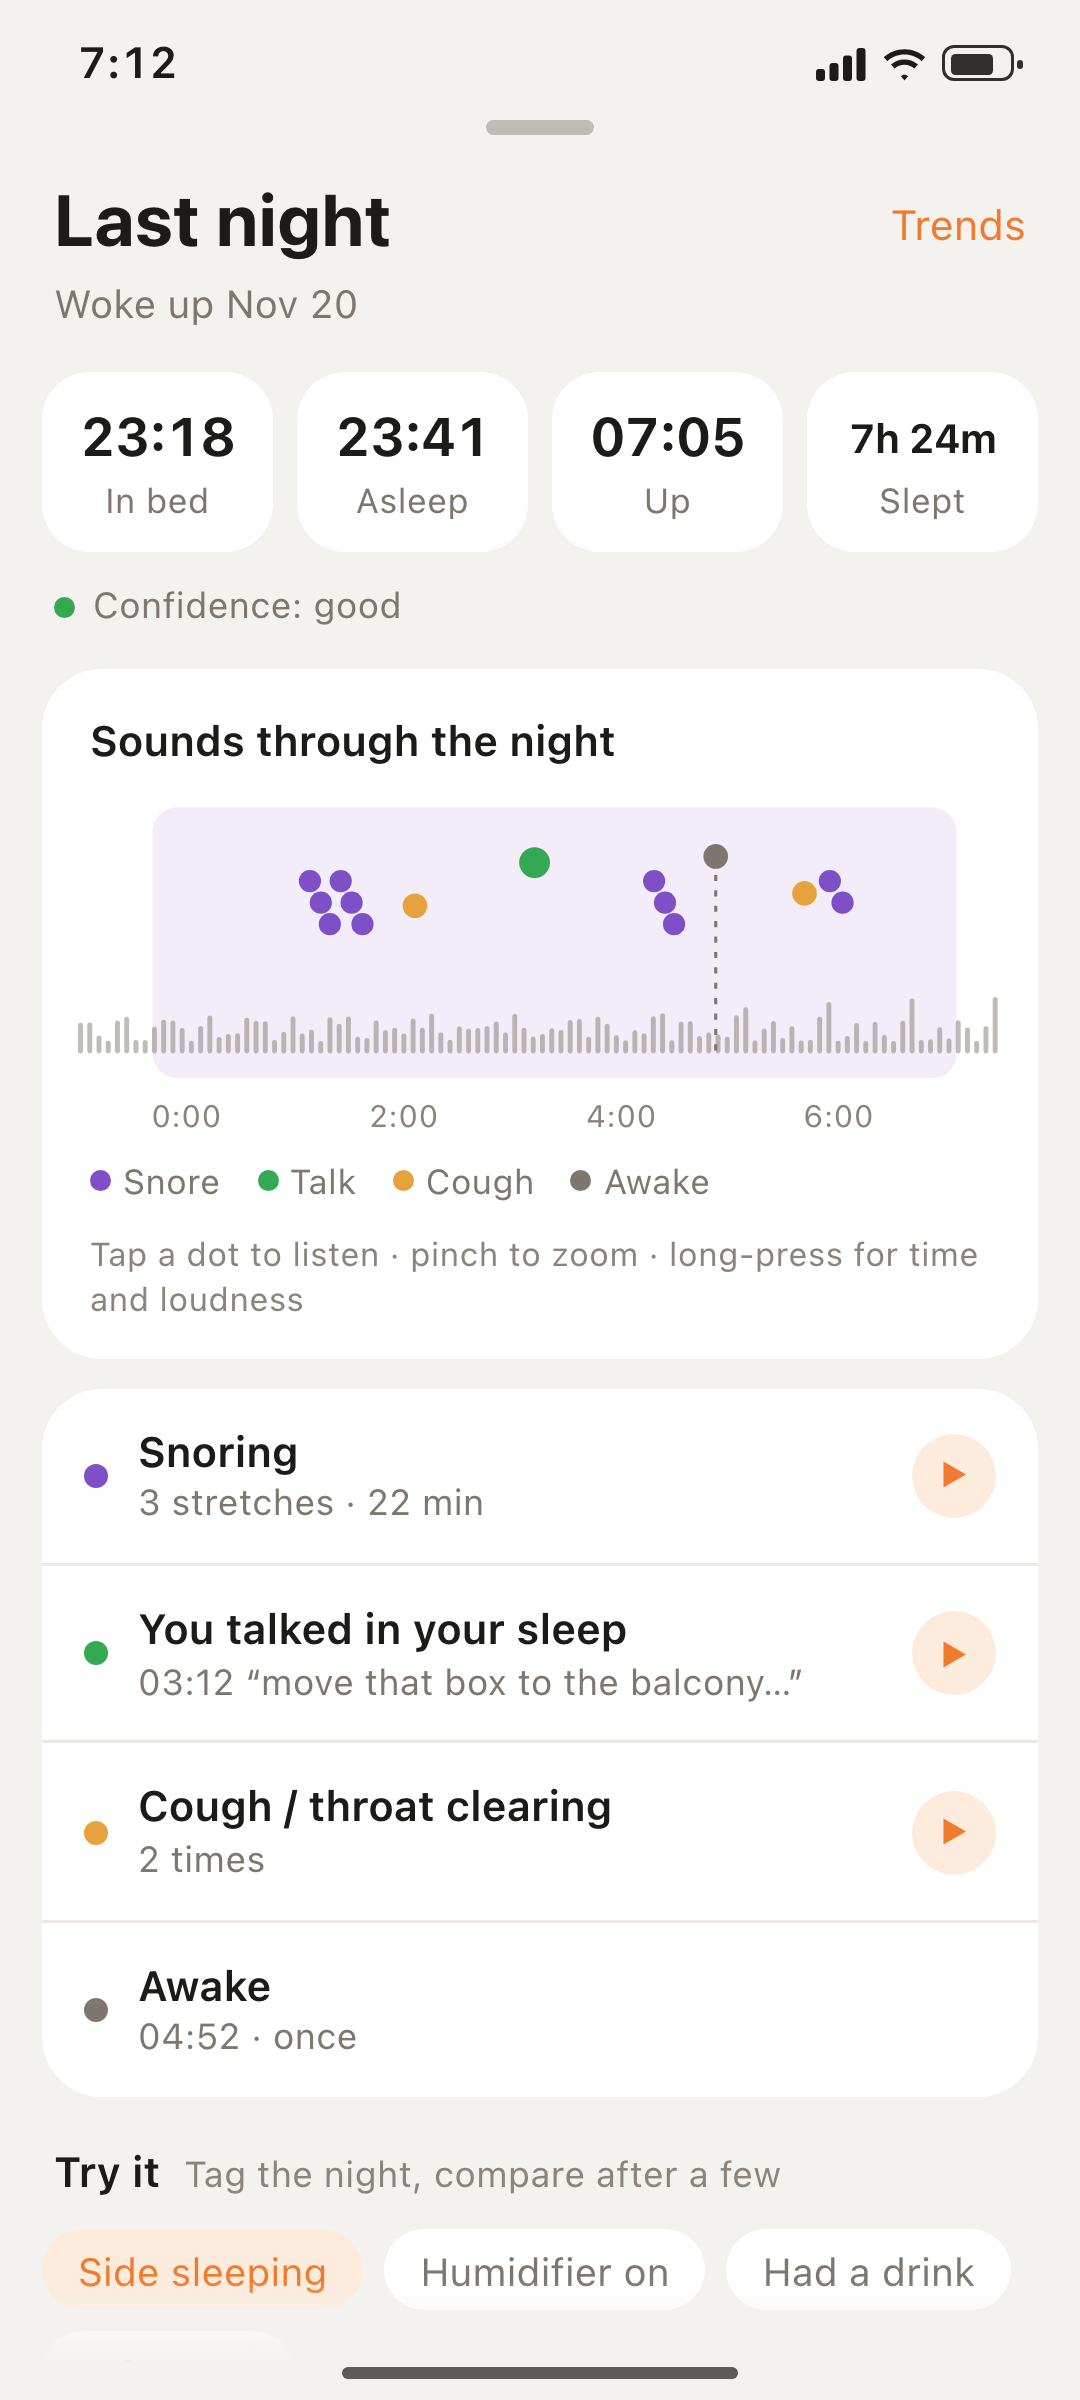 7:12
Last night
Trends
Woke up Nov 20
23:18
In bed
23:41
Asleep
07:05
Up
7h 24m
Slept
Confidence: good
Sounds through the night
0:00 2:00 4:00 6:00
Snore Talk Cough Awake
Tap a dot to listen · pinch to zoom · long-press for time
and loudness
Snoring
3 stretches · 22 min
You talked in your sleep
03:12 “move that box to the balcony…”
Cough / throat clearing
2 times
Awake
04:52 · once
Try it Tag the night, compare after a few
Side sleeping Humidifier on Had a drink